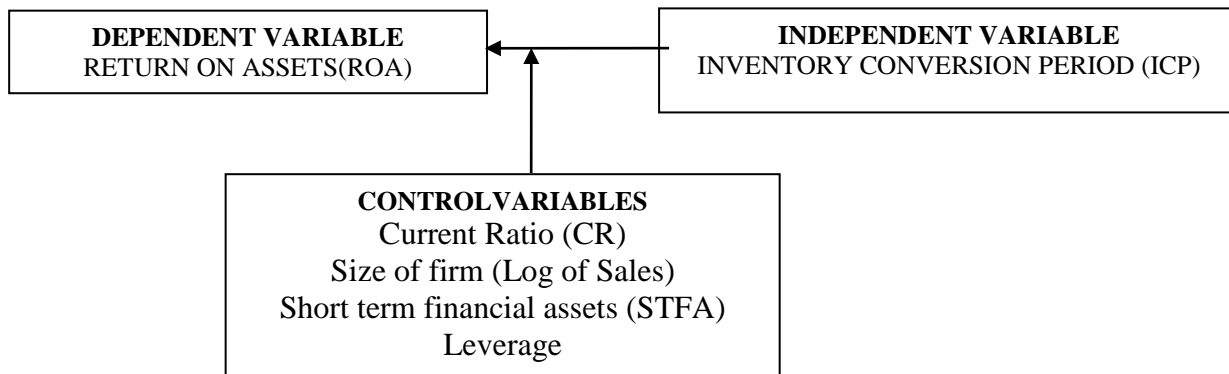 DEPENDENT VARIABLE
RETURN ON ASSETS(ROA)
INDEPENDENT VARIABLE
INVENTORY CONVERSION PERIOD (ICP)
CONTROLVARIABLES
Current Ratio (CR)
Size of firm (Log of Sales)
Short term financial assets (STFA)
Leverage